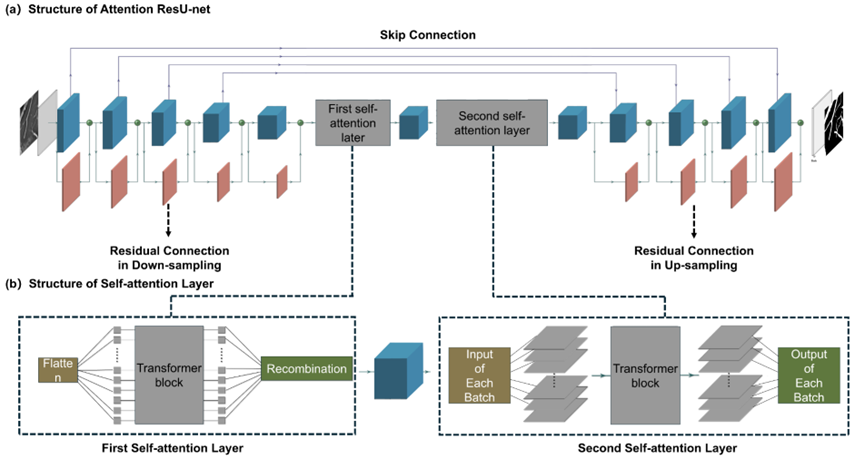 (a) Structure of Attention ResU-net
Skip Connection
First self-
attention
later
Second self-
attention layer
Residual Connection
in Down-sampling
Residual Connection
in Up-sampling
(b) Structure of Self-attention Layer
Flatte
n
Transformer
block
Recombination
Input
of
Each
Batch
Transformer
block
Output
of
Each
Batch
First Self-attention Layer
Second Self-attention Layer